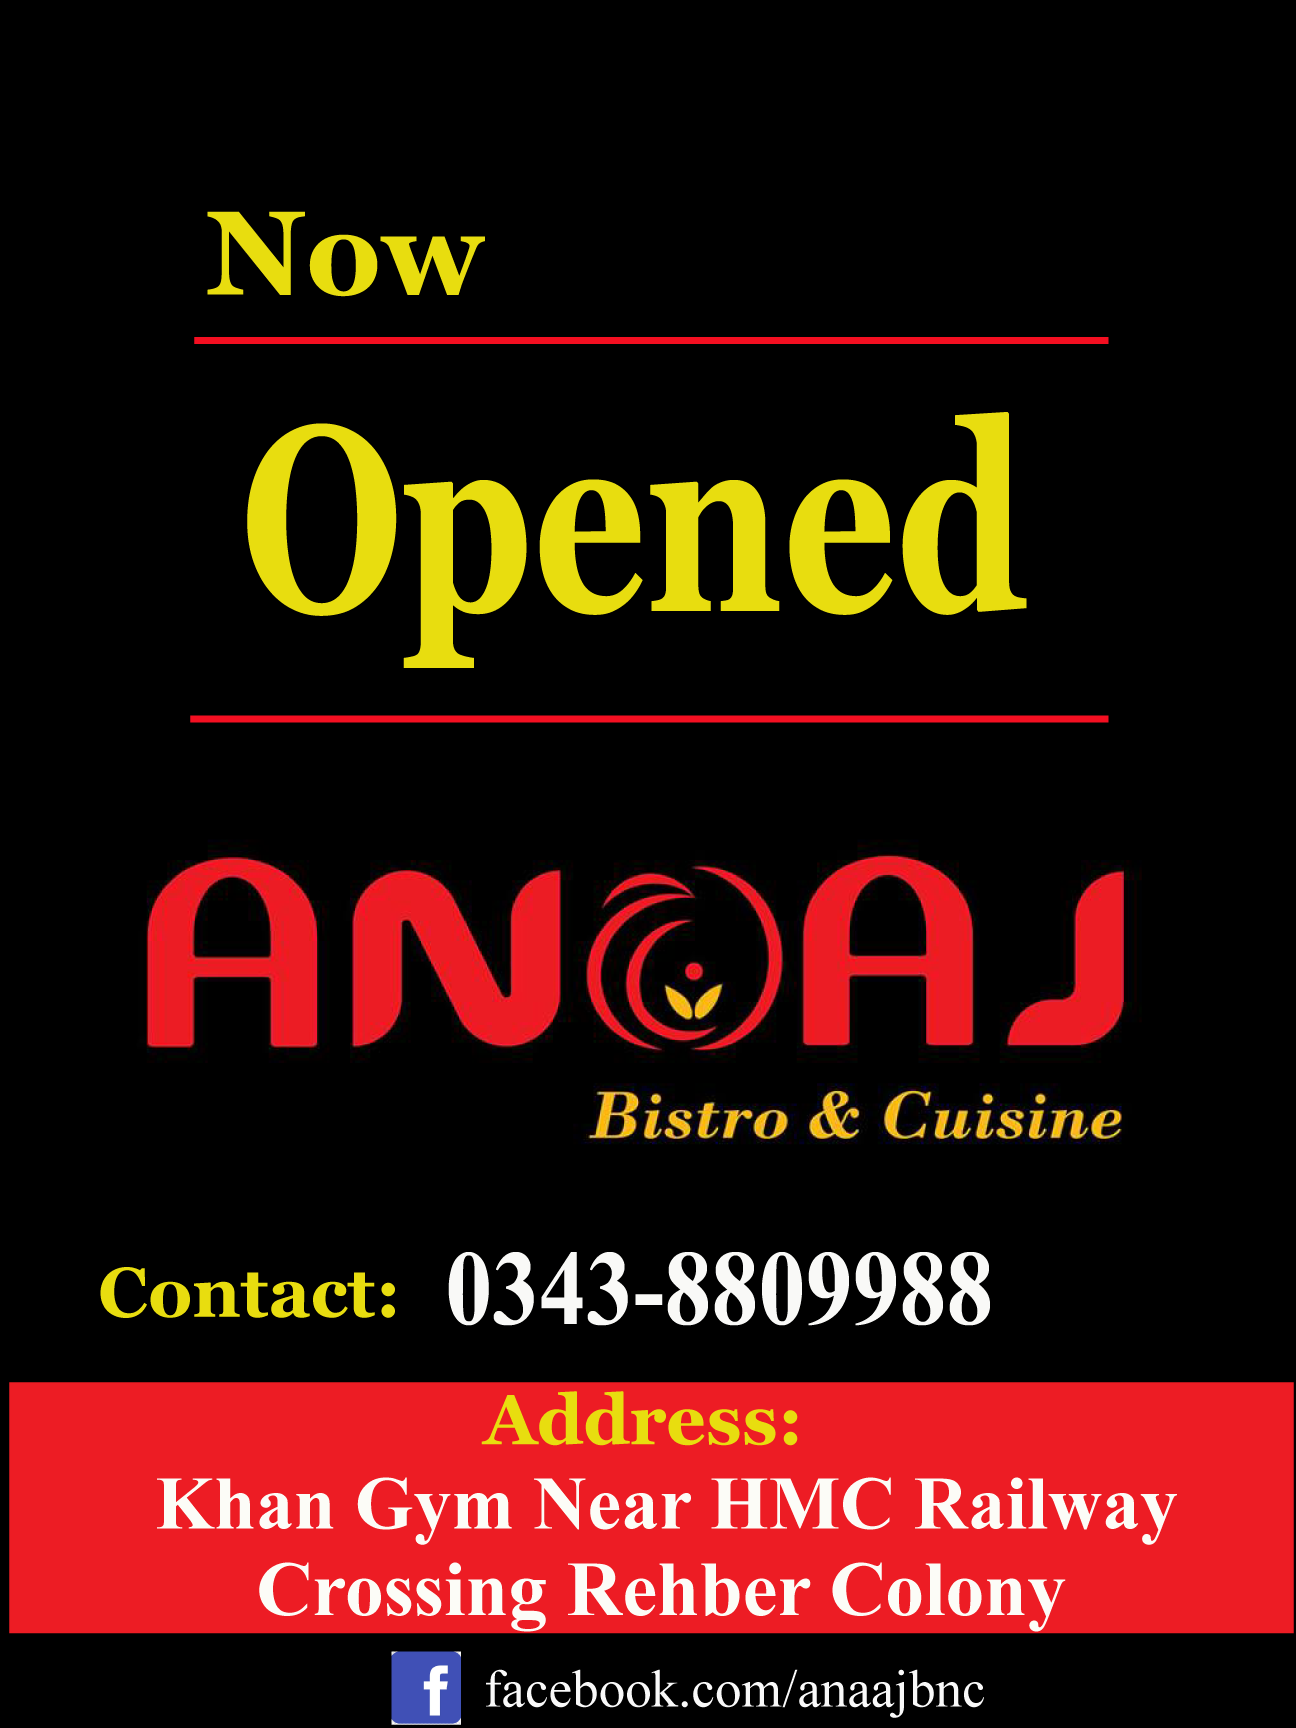 Now
Opened
ANAAJ
Bistro & Cuisine
Contact: 0343-8809988
Address:
Khan Gym Near HMC Railway
Crossing Rehber Colony
f facebook.com/anaajbnc